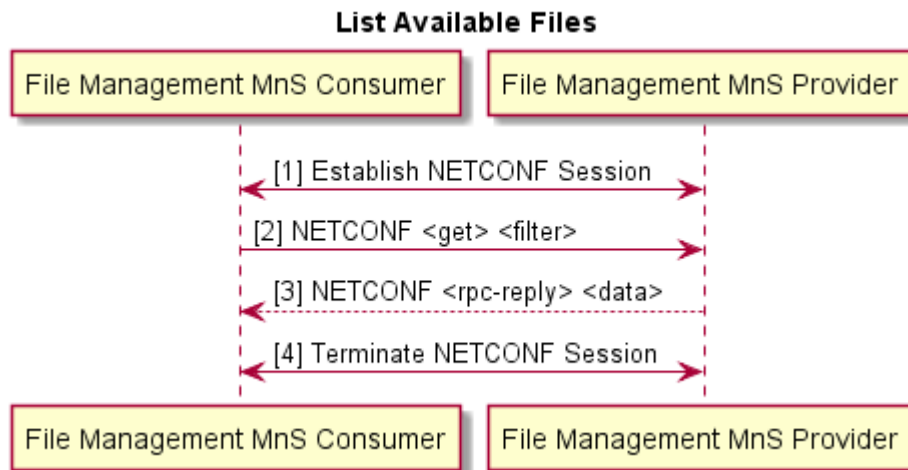 List Available Files
File Management MnS Consumer
File Management MnS Provider
[1] Establish NETCONF Session
[2] NETCONF <get> <filter>
[3] NETCONF <rpc-reply> <data>
[4] Terminate NETCONF Session
File Management MnS Consumer
File Management MnS Provider